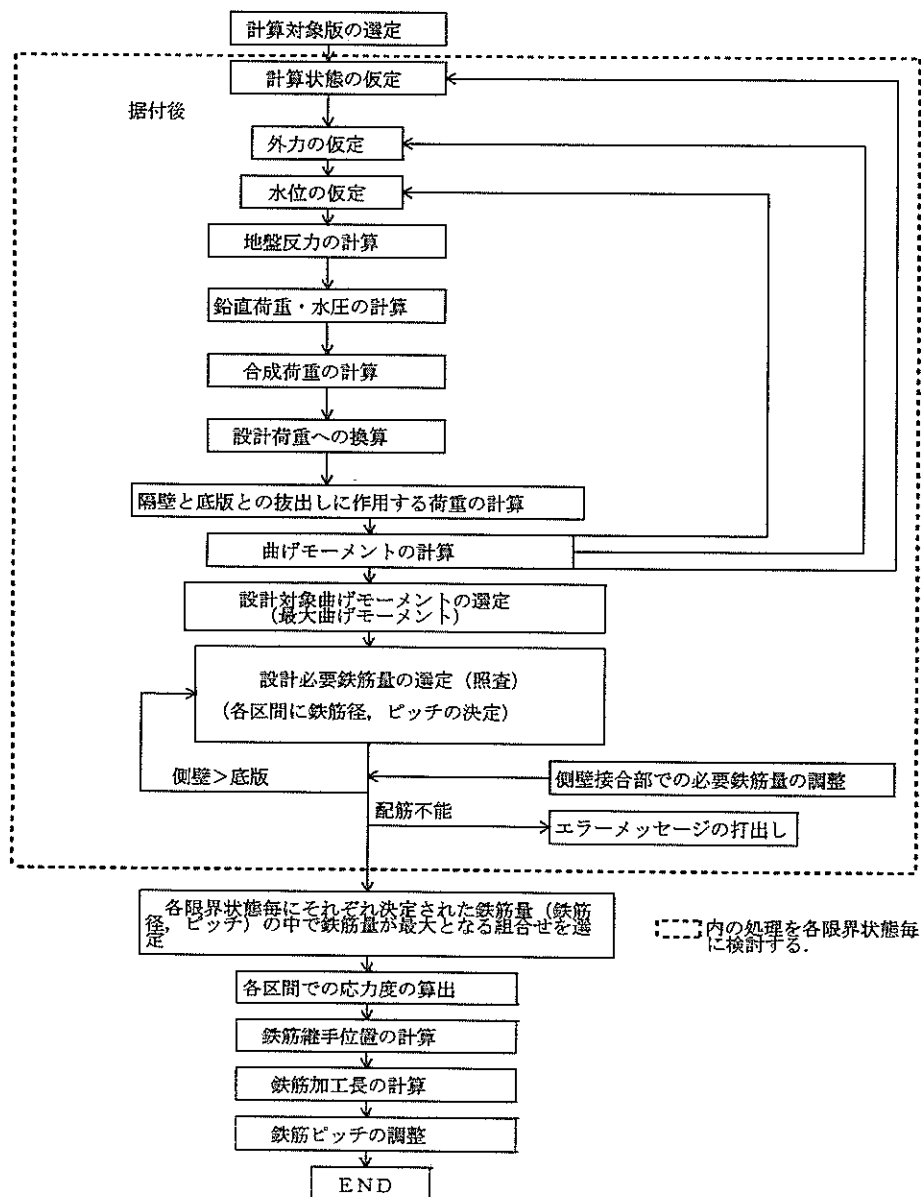 計算対象版の選定
計算状態の仮定
据付後
外力の仮定
水位の仮定
地盤反力の計算
鉛直荷重・水圧の計算
合成荷重の計算
設計荷重への換算
隔壁と底版との抜出しに作用する荷重の計算
曲げモーメントの計算
設計対象曲げモーメントの選定
(最大曲げモーメント)
設計必要鉄筋量の選定(照査)
(各区間に鉄筋径,ピッチの決定)
側壁>底版
側壁接合部での必要鉄筋量の調整
配筋不能
エラーメッセージの打出し
各限界状態毎にそれぞれ決定された鉄筋量(鉄筋
径,ピッチ)の中で鉄筋量が最大となる組合せを選
定
内の処理を各限界状態毎
に検討する.
各区間での応力度の算出
鉄筋継手位置の計算
鉄筋加工長の計算
鉄筋ピッチの調整
END